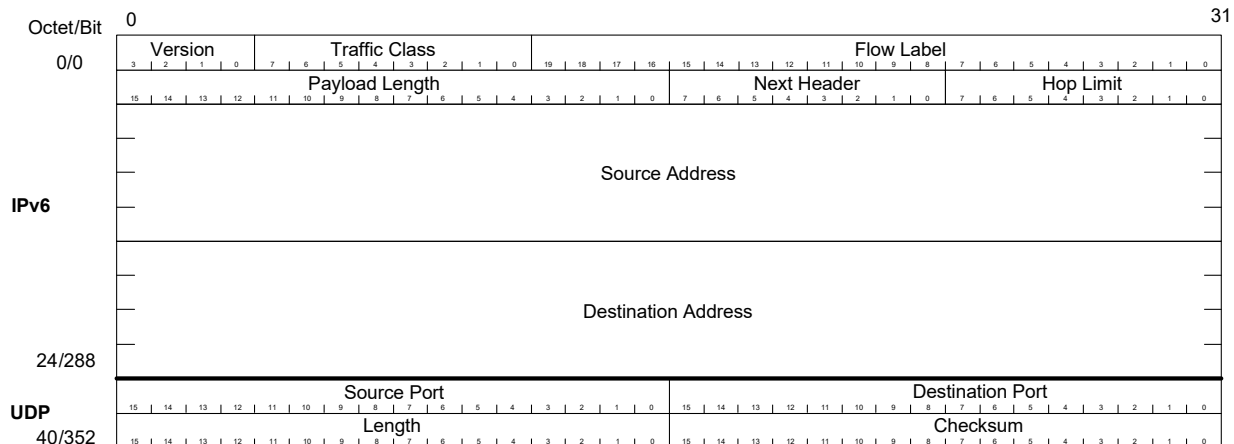 Octet/Bit 0 31
0/0 Version Traffic Class Flow Label
3 2 1 0 7 6 5 4 3 2 1 0 19 18 17 16 15 14 13 12 11 10 9 8 7 6 5 4 3 2 1 0
Payload Length Next Header Hop Limit
15 14 13 12 11 10 9 8 7 6 5 4 3 2 1 0 7 6 5 4 3 2 1 0 7 6 5 4 3 2 1 0
Source Address
IPv6
Destination Address
24/288
Source Port Destination Port
15 14 13 12 11 10 9 8 7 6 5 4 3 2 1 0 15 14 13 12 11 10 9 8 7 6 5 4 3 2 1 0
UDP
Length Checksum
40/352
15 14 13 12 11 10 9 8 7 6 5 4 3 2 1 0 15 14 13 12 11 10 9 8 7 6 5 4 3 2 1 0